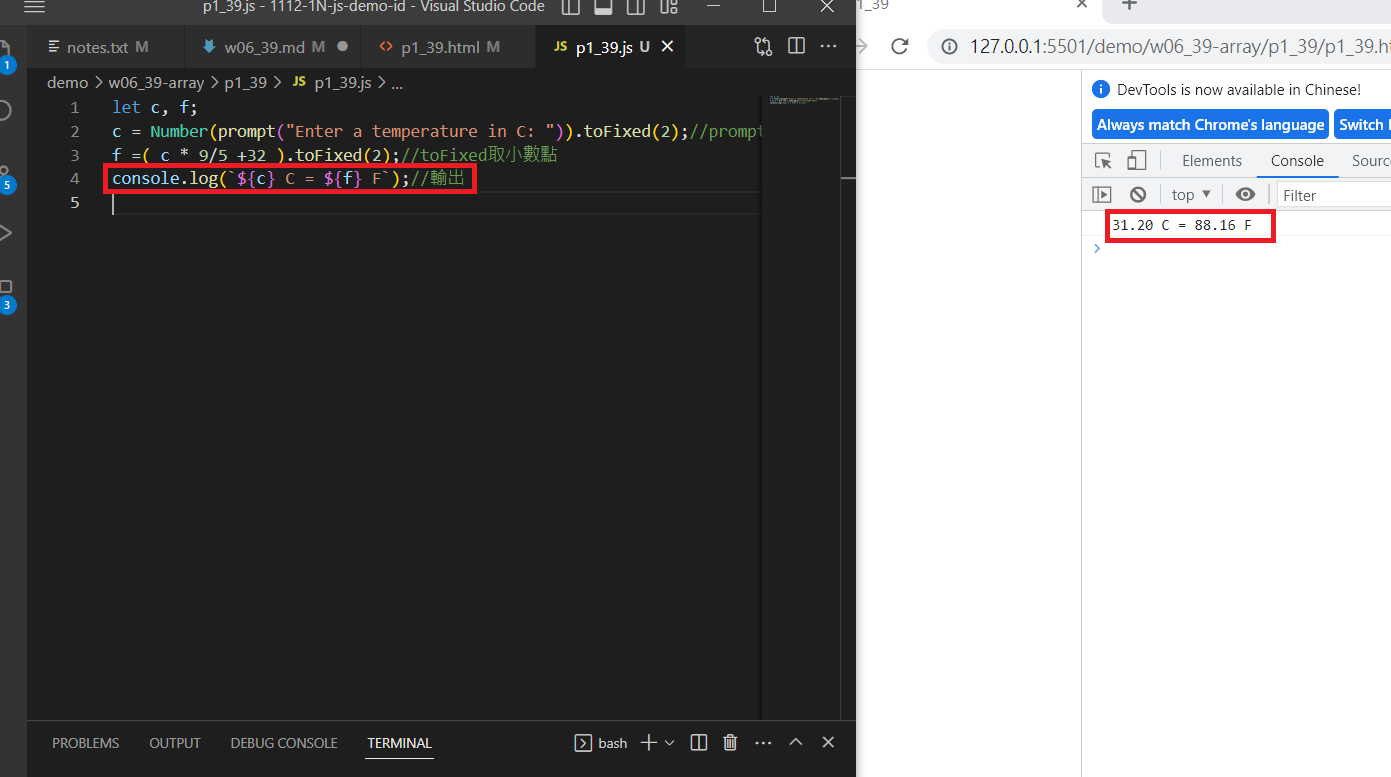 p1_39.js - 1112-1N-js-demo-id - Visual Studio Code
notes.txt M
w06_39.md M
p1_39.html M
JS p1_39.js U
demo > w06_39-array > p1_39 > JS p1_39.js > ...
1 let c, f;
2 c = Number(prompt("Enter a temperature in C: ")).toFixed(2);//prompt
3 f =( c * 9/5 +32 ).toFixed(2);//toFixed取小數點
4 console.log(`${c} C = ${f} F`);//輸出
5
1
5
3
PROBLEMS OUTPUT DEBUG CONSOLE TERMINAL
bash
_39
127.0.0.1:5501/demo/w06_39-array/p1_39/p1_39.ht
DevTools is now available in Chinese!
Always match Chrome's language Switch
Elements Console Sourc
top Filter
31.20 C = 88.16 F